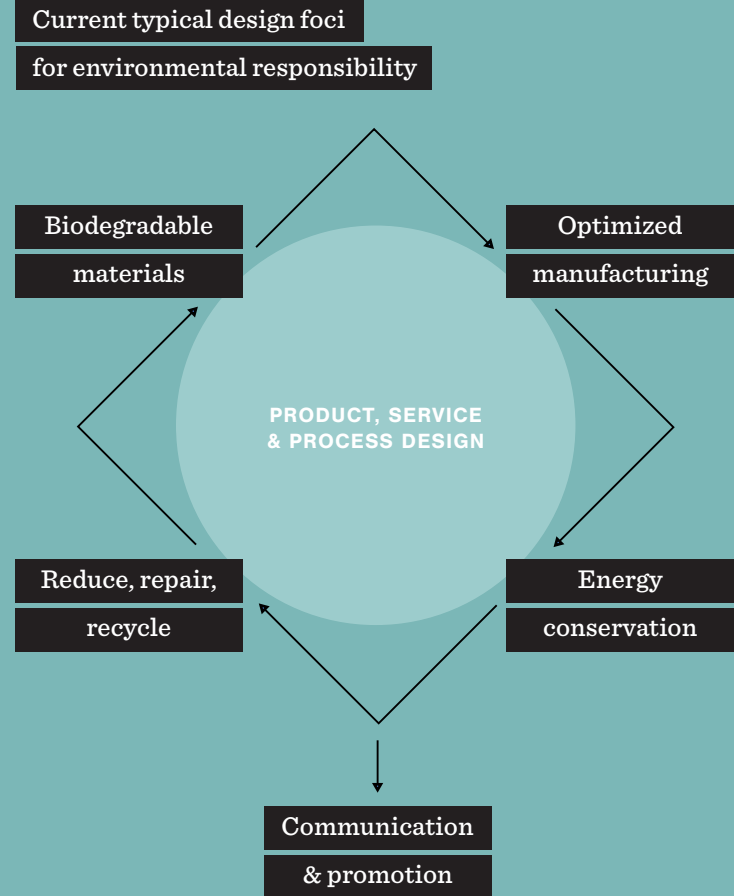 Current typical design foci
for environmental responsibility
Biodegradable
materials
Optimized
manufacturing
PRODUCT, SERVICE
& PROCESS DESIGN
Reduce, repair,
recycle
Energy
conservation
Communication
& promotion